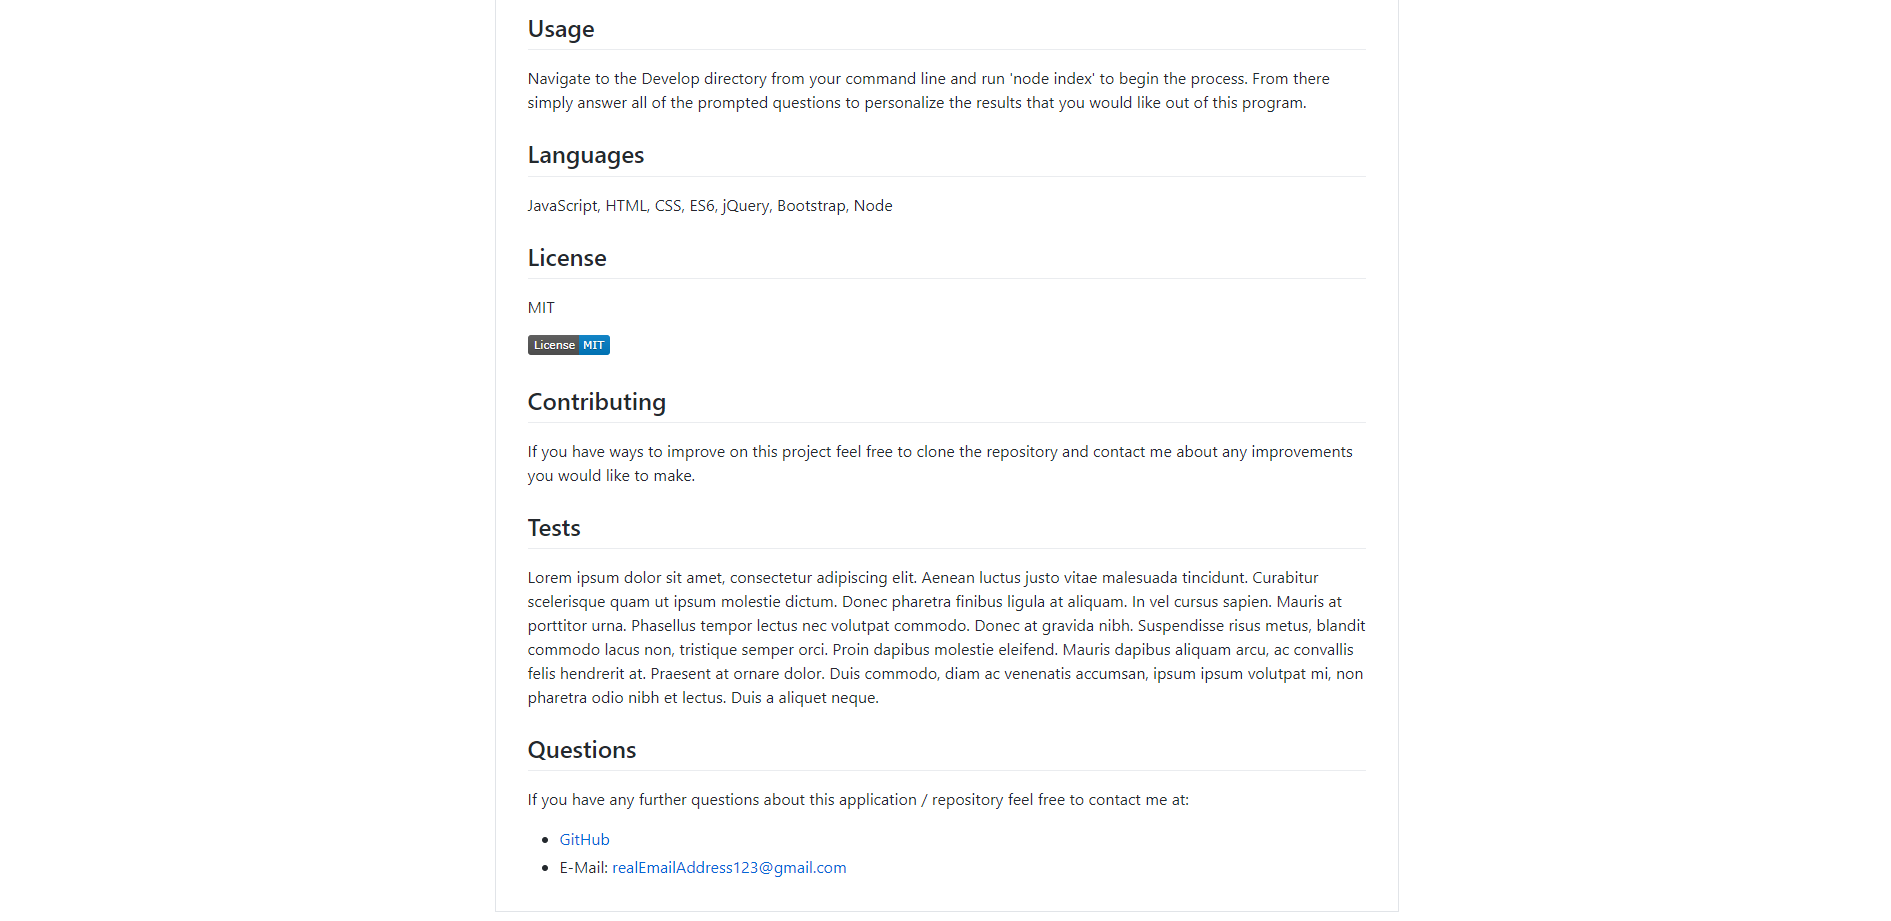 Usage
Navigate to the Develop directory from your command line and run 'node index' to begin the process. From there
simply answer all of the prompted questions to personalize the results that you would like out of this program.
Languages
JavaScript, HTML, CSS, ES6, jQuery, Bootstrap, Node
License
MIT
License MIT
Contributing
If you have ways to improve on this project feel free to clone the repository and contact me about any improvements
you would like to make.
Tests
Lorem ipsum dolor sit amet, consectetur adipiscing elit. Aenean luctus justo vitae malesuada tincidunt. Curabitur
scelerisque quam ut ipsum molestie dictum. Donec pharetra finibus ligula at aliquam. In vel cursus sapien. Mauris at
porttitor urna. Phasellus tempor lectus nec volutpat commodo. Donec at gravida nibh. Suspendisse risus metus, blandit
commodo lacus non, tristique semper orci. Proin dapibus molestie eleifend. Mauris dapibus aliquam arcu, ac convallis
felis hendrerit at. Praesent at ornare dolor. Duis commodo, diam ac venenatis accumsan, ipsum ipsum volutpat mi, non
pharetra odio nibh et lectus. Duis a aliquet neque.
Questions
If you have any further questions about this application / repository feel free to contact me at:
• GitHub
• E-Mail: realEmailAddress123@gmail.com